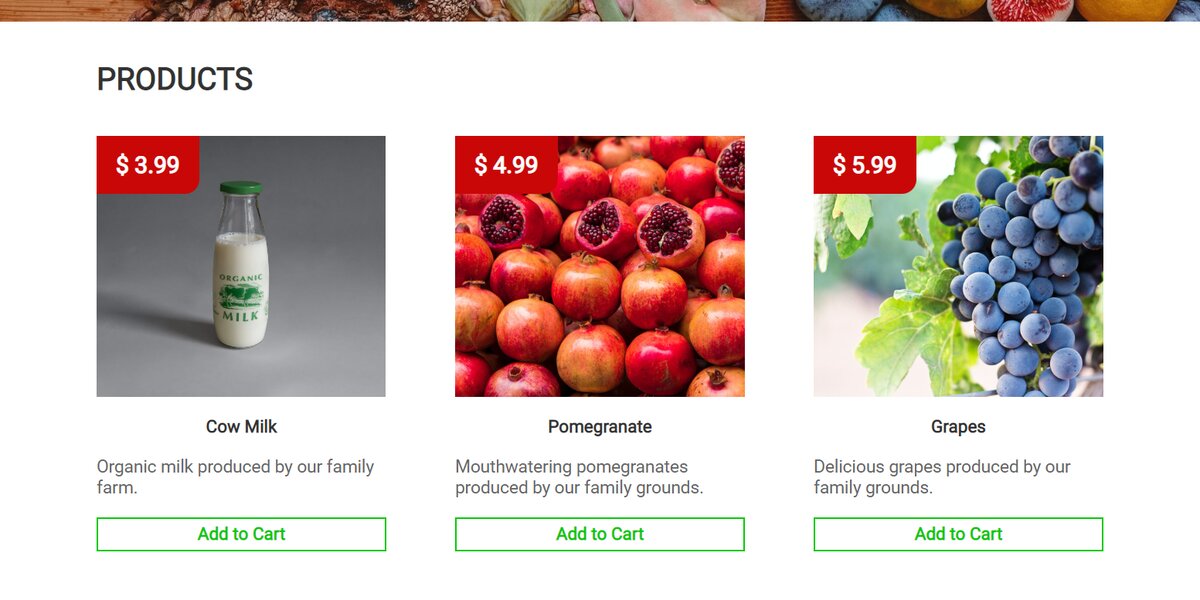 PRODUCTS
$ 3.99
ORGANIC
MILK
Cow Milk
Organic milk produced by our family
farm.
Add to Cart
$ 4.99
Pomegranate
Mouthwatering pomegranates
produced by our family grounds.
Add to Cart
$ 5.99
Grapes
Delicious grapes produced by our
family grounds.
Add to Cart